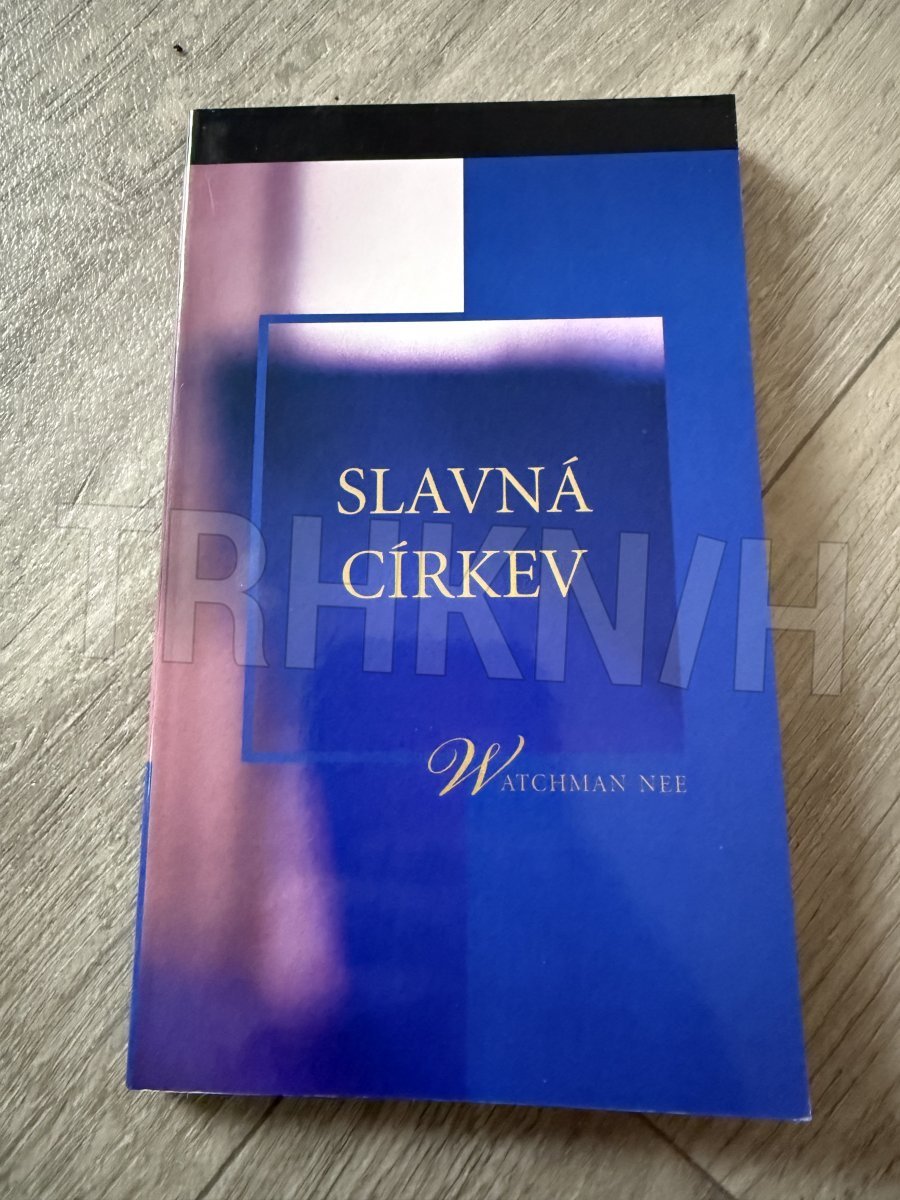 SLAVNÁ
CÍRKEV
TRHKNIH
WATCHMAN NEE